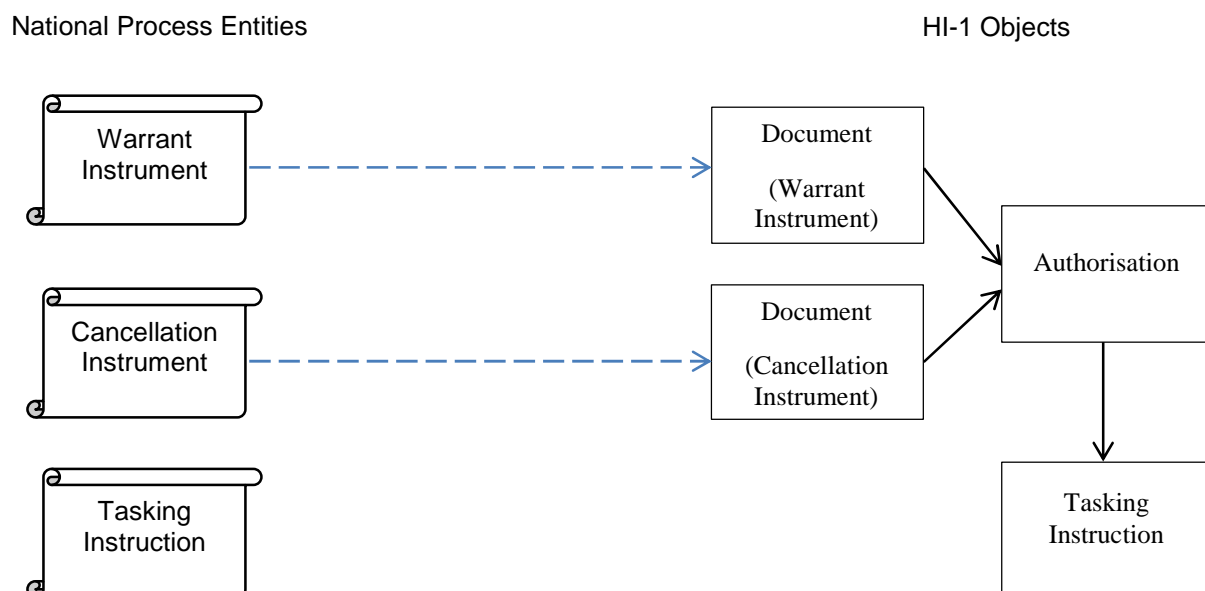 National Process Entities
HI-1 Objects
Warrant
Instrument
Document
(Warrant
Instrument)
Authorisation
Cancellation
Instrument
Document
(Cancellation
Instrument)
Tasking
Instruction
Tasking
Instruction